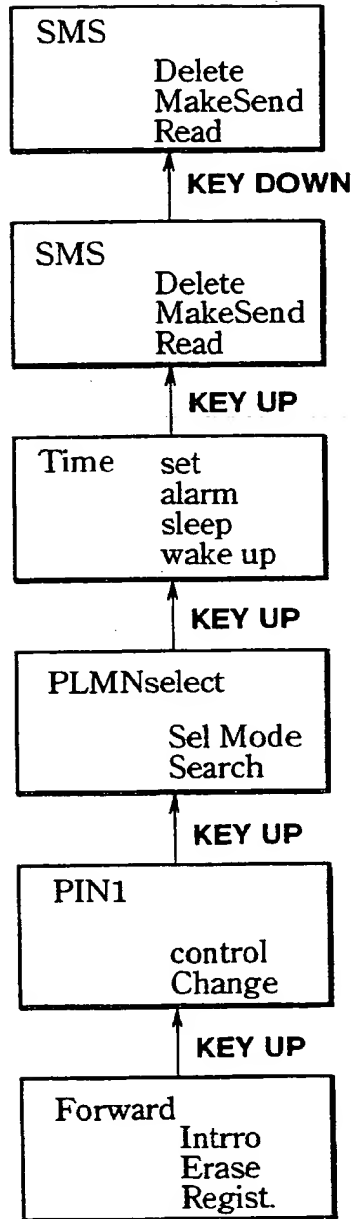 SMS
Delete
MakeSend
Read
KEY DOWN
SMS
Delete
MakeSend
Read
KEY UP
Time set
alarm
sleep
wake up
KEY UP
PLMNselect
Sel Mode
Search
KEY UP
PIN1
control
Change
KEY UP
Forward
Intrro
Erase
Regist.